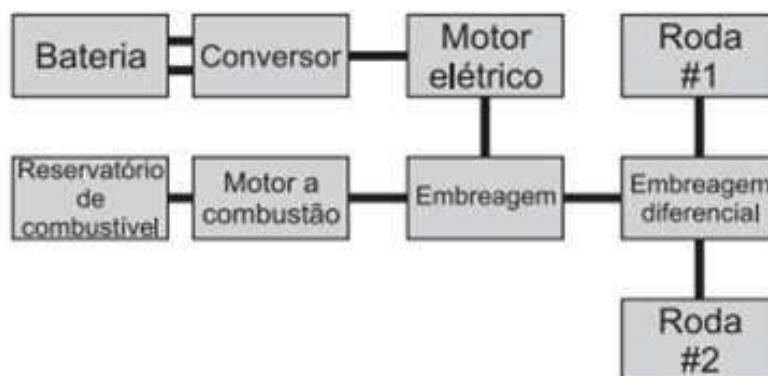 Bateria
Conversor
Motor
elétrico
Roda
#1
Reservatório
de
combustível
Motor a
combustão
Embreagem
Embreagem
diferencial
Roda
#2